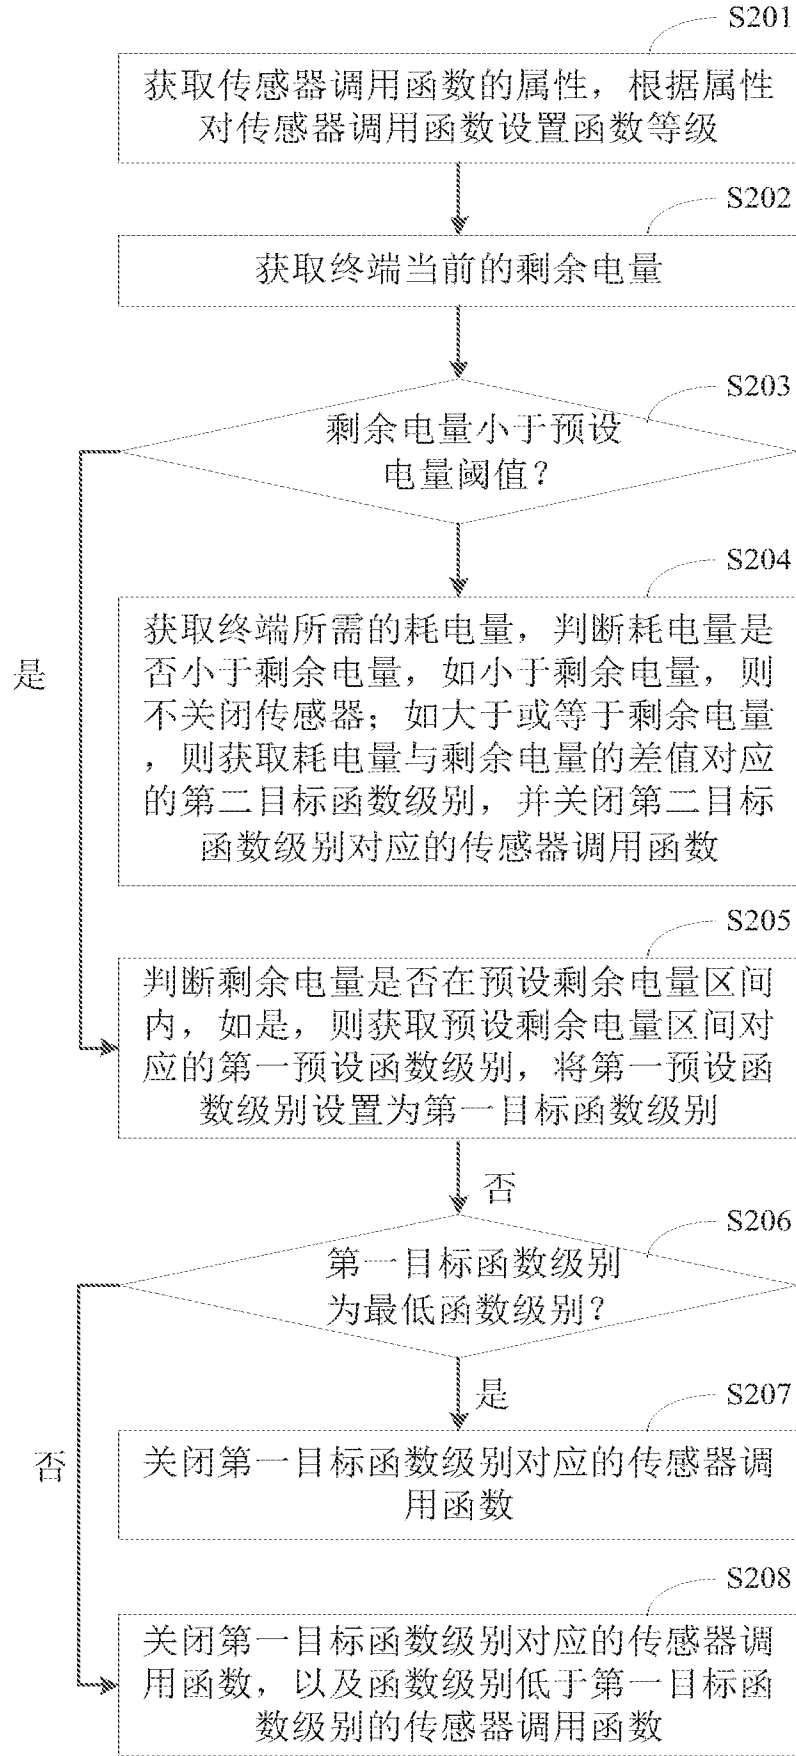 S201
获取传感器调用函数的属性，根据属性
对传感器调用函数设置函数等级
S202
获取终端当前的剩余电量
S203
剩余电量小于预设
电量阈值？
S204
获取终端所需的耗电量，判断耗电量是
否小于剩余电量，如小于剩余电量，则
不关闭传感器；如大于或等于剩余电量
，则获取耗电量与剩余电量的差值对应
的第二目标函数级别，并关闭第二目标
函数级别对应的传感器调用函数
是
S205
判断剩余电量是否在预设剩余电量区间
内，如是，则获取预设剩余电量区间对
应的第一预设函数级别，将第一预设函
数级别设置为第一目标函数级别
否
S206
第一目标函数级别
为最低函数级别？
是
S207
关闭第一目标函数级别对应的传感器调
用函数
否
S208
关闭第一目标函数级别对应的传感器调
用函数，以及函数级别低于第一目标函
数级别的传感器调用函数